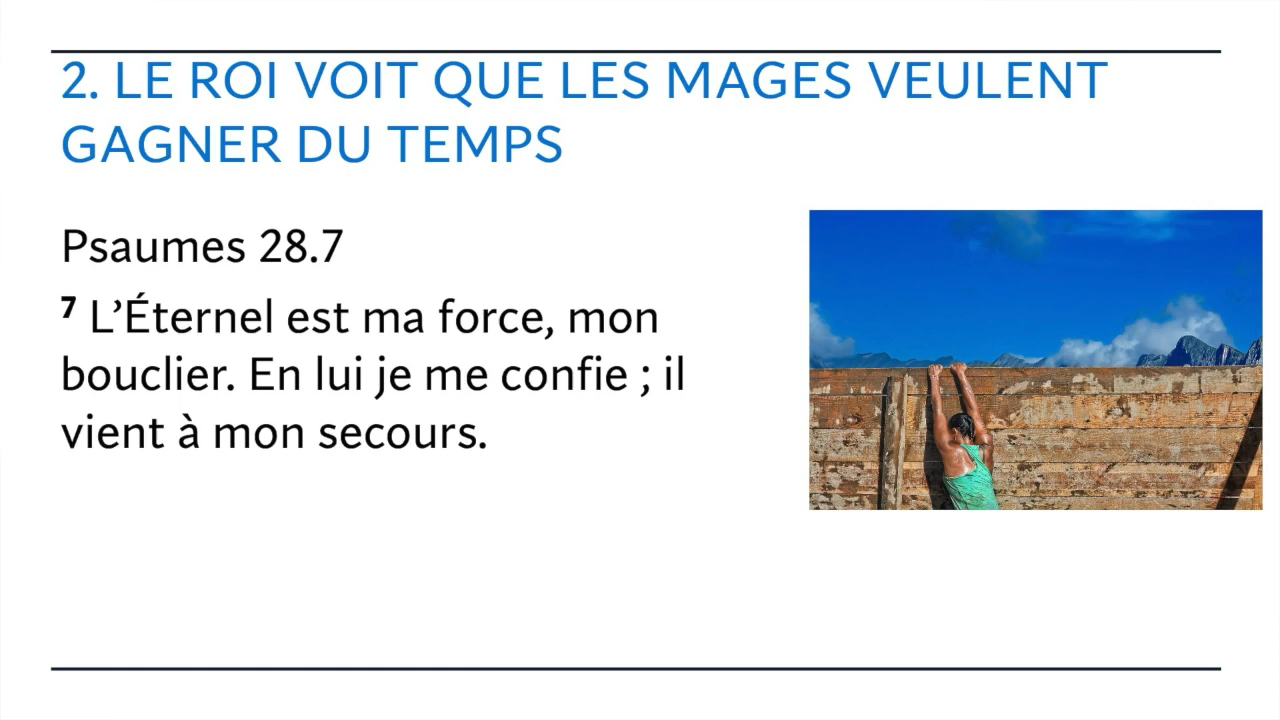 2. LE ROI VOIT QUE LES MAGES VEULENT
GAGNER DU TEMPS
Psaumes 28.7
7 L’Éternel est ma force, mon
bouclier. En lui je me confie ; il
vient à mon secours.